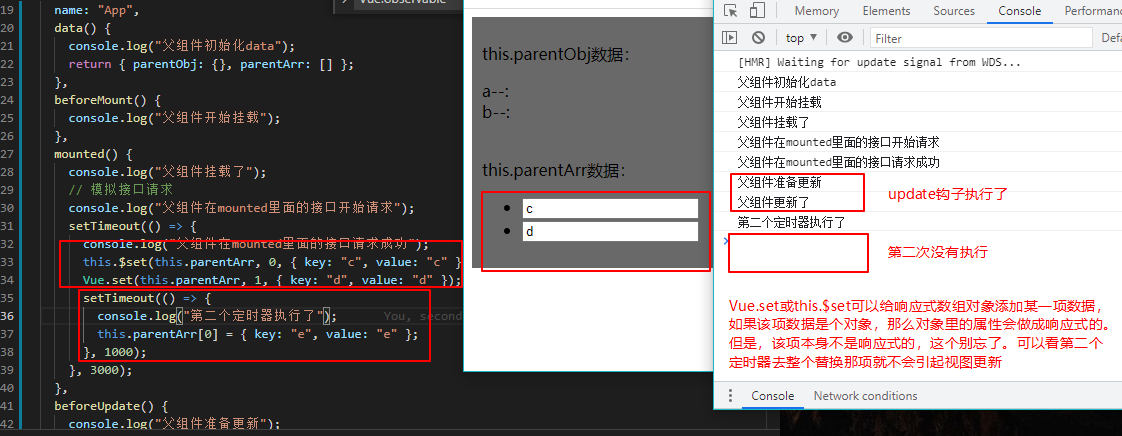 Vue.observable
19 name: "App",
20 data() {
21 console.log("父组件初始化data");
22 return { parentObj: {}, parentArr: [] };
23 },
24 beforeMount() {
25 console.log("父组件开始挂载");
26 },
27 mounted() {
28 console.log("父组件挂载了");
29 // 模拟接口请求
30 console.log("父组件在mounted里面的接口开始请求");
31 setTimeout(() => {
32 console.log("父组件在mounted里面的接口请求成功");
33 this.$set(this.parentArr, 0, { key: "c", value: "c" }
34 Vue.set(this.parentArr, 1, { key: "d", value: "d" });
35 setTimeout(() => {
36 console.log("第二个定时器执行了"); You, second
37 this.parentArr[0] = { key: "e", value: "e" };
38 }, 1000);
39 }, 3000);
40 },
41 beforeUpdate() {
42 console.log("父组件准备更新");
this.parentObj数据：
a--:
b--:
this.parentArr数据：
c
d
Memory Elements Sources Console Performanc
top ▼ Filter Defa
[HMR] Waiting for update signal from WDS...
父组件初始化data
父组件开始挂载
父组件挂载了
父组件在mounted里面的接口开始请求
父组件在mounted里面的接口请求成功
父组件准备更新
update钩子执行了
父组件更新了
第二个定时器执行了
第二次没有执行
Vue.set或this.$set可以给响应式数组对象添加某一项数据，
如果该项数据是个对象，那么对象里的属性会做成响应式的。
但是，该项本身不是响应式的，这个别忘了。可以看第二个
定时器去整个替换那项就不会引起视图更新
Console Network conditions